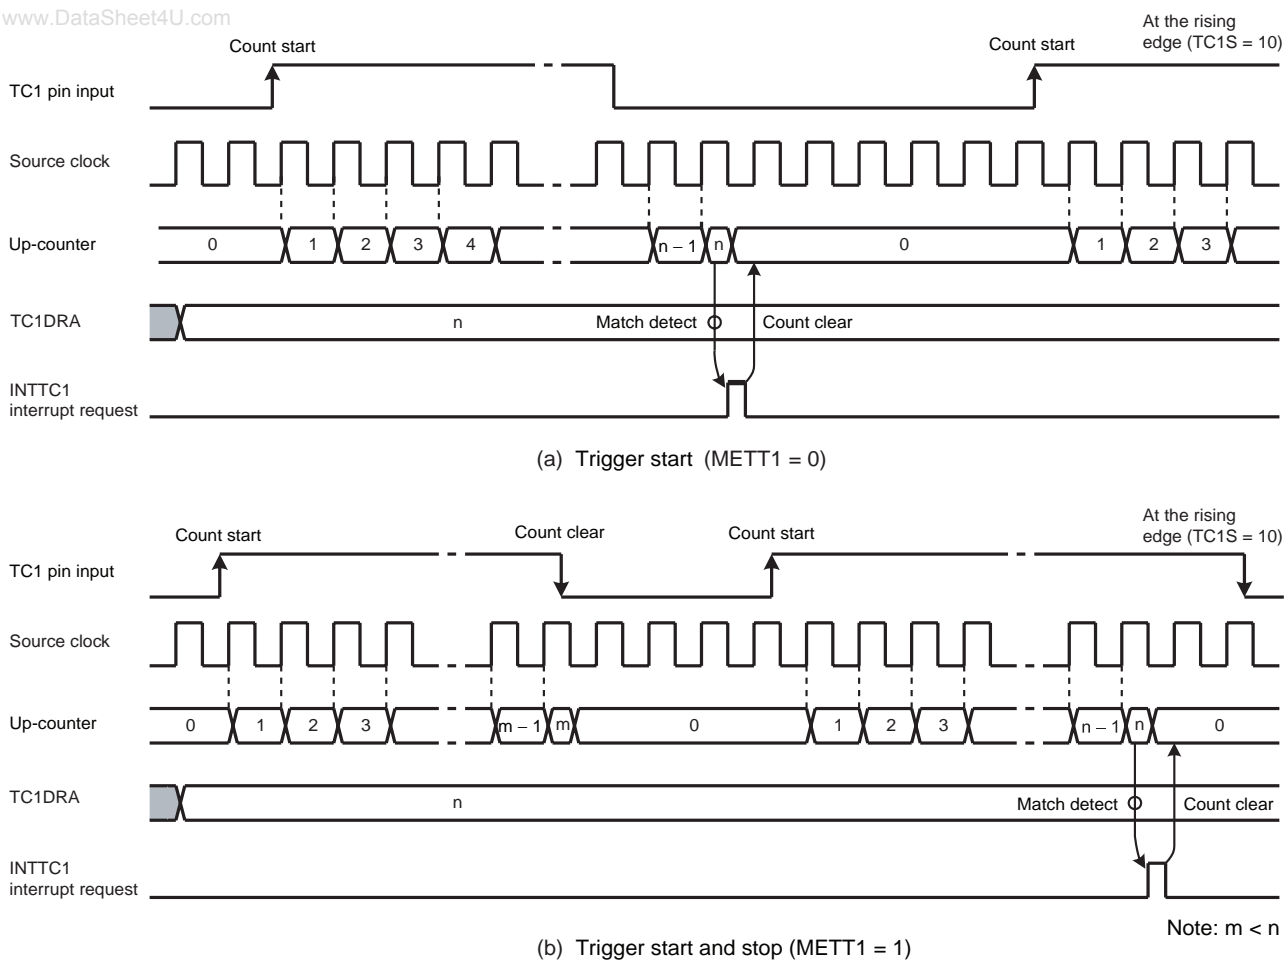 www.DataSheet4U.com
At the rising
edge (TC1S = 10)
Count start
Count start
TC1 pin input
Source clock
Up-counter
0
1
2
3
4
n – 1
n
0
1
2
3
TC1DRA
n
Match detect
Count clear
INTTC1
interrupt request
(a) Trigger start (METT1 = 0)
At the rising
edge (TC1S = 10)
Count start
Count clear
Count start
TC1 pin input
Source clock
Up-counter
0
1
2
3
m – 1
m
0
1
2
3
n – 1
n
0
TC1DRA
n
Match detect
Count clear
INTTC1
interrupt request
Note: m < n
(b) Trigger start and stop (METT1 = 1)